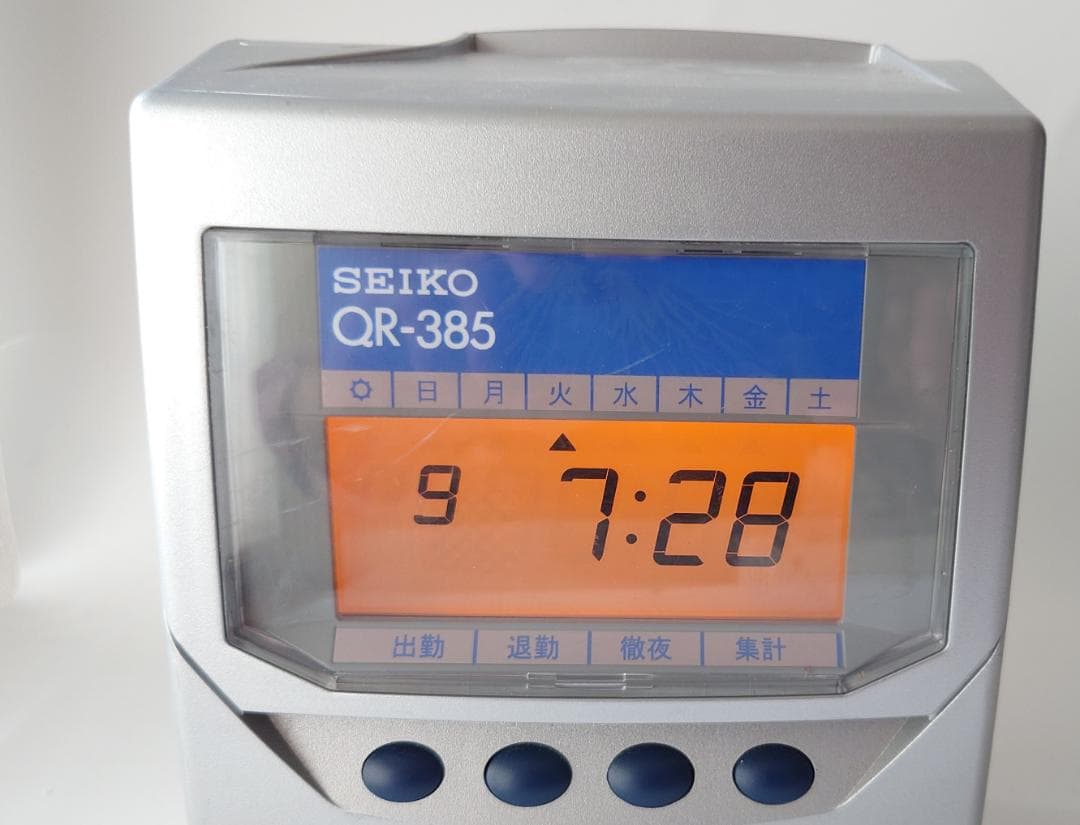 SEIKO
QR-385
日 月 火 水 木 金 土
9 7:28
出勤 退勤 徹夜 集計